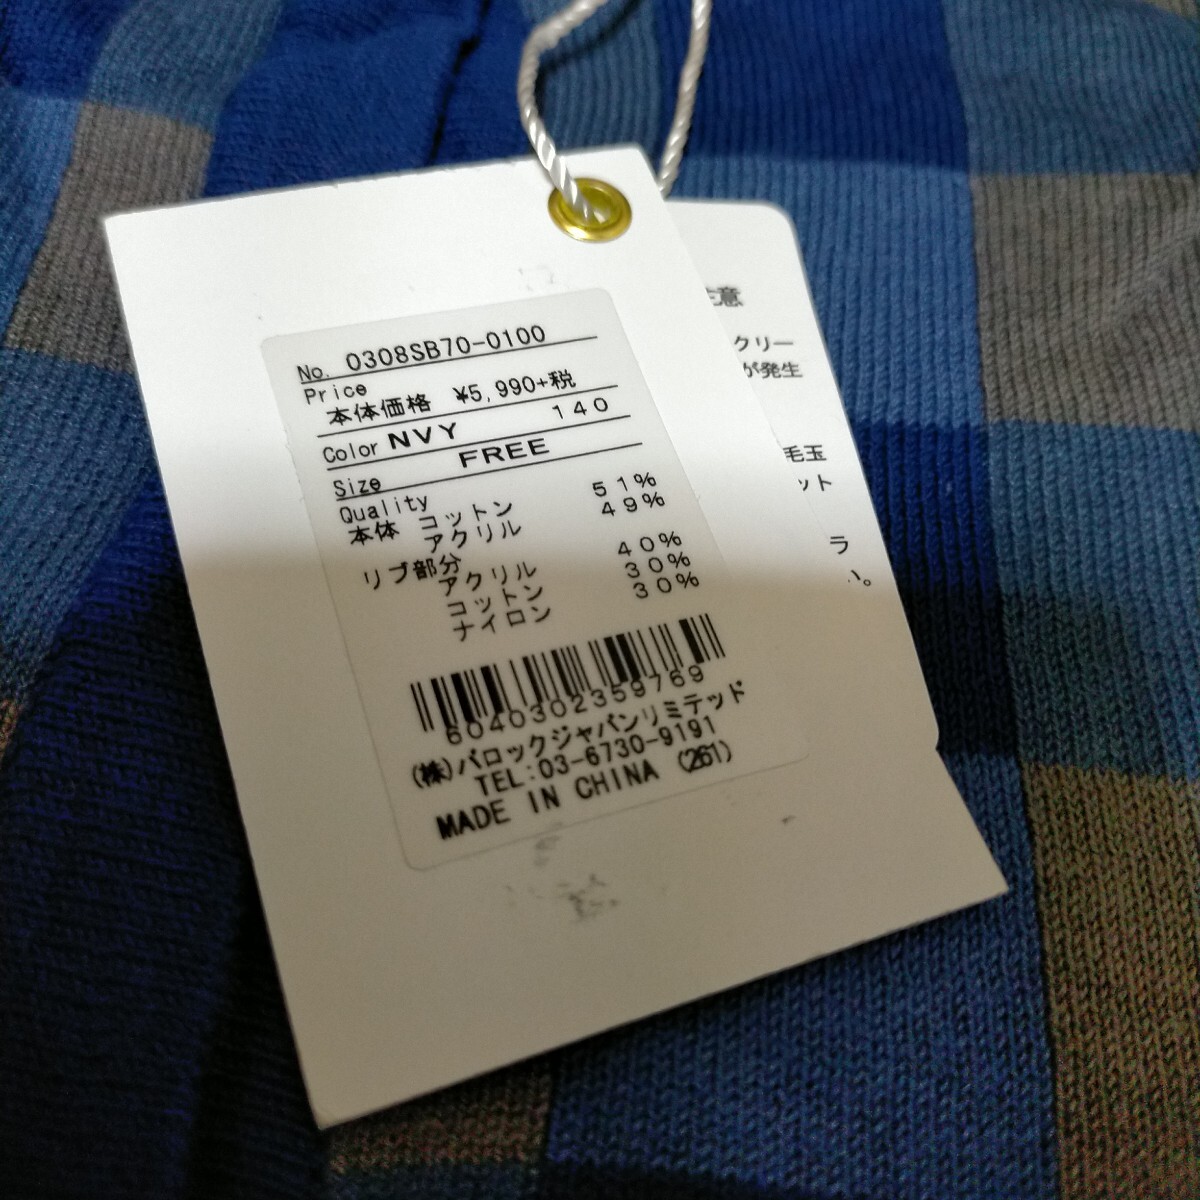 No. 0308SB70-0100
Price
本体価格 ¥5,990+税
140
Color NVY
FREE
Size
Quality
本体 コットン 51%
アクリル 49%
リブ部分
アクリル 40%
コットン 30%
ナイロン 30%
6040302359769
(株)バロックジャパンリミテッド
TEL:03-6730-9191
MADE IN CHINA (261)
意
クリー
が発生
毛玉
ット
ラ
。